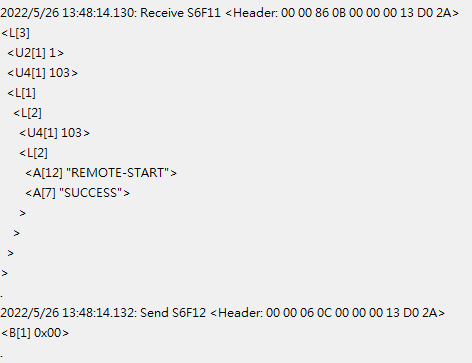 2022/5/26 13:48:14.130: Receive S6F11 <Header: 00 00 86 0B 00 00 00 13 D0 2A>
<L[3]
<U2[1] 1>
<U4[1] 103>
<L[1]
<L[2]
<U4[1] 103>
<L[2]
<A[12] "REMOTE-START">
<A[7] "SUCCESS">
>
>
>
>
.
2022/5/26 13:48:14.132: Send S6F12 <Header: 00 00 06 0C 00 00 00 13 D0 2A>
<B[1] 0x00>
.